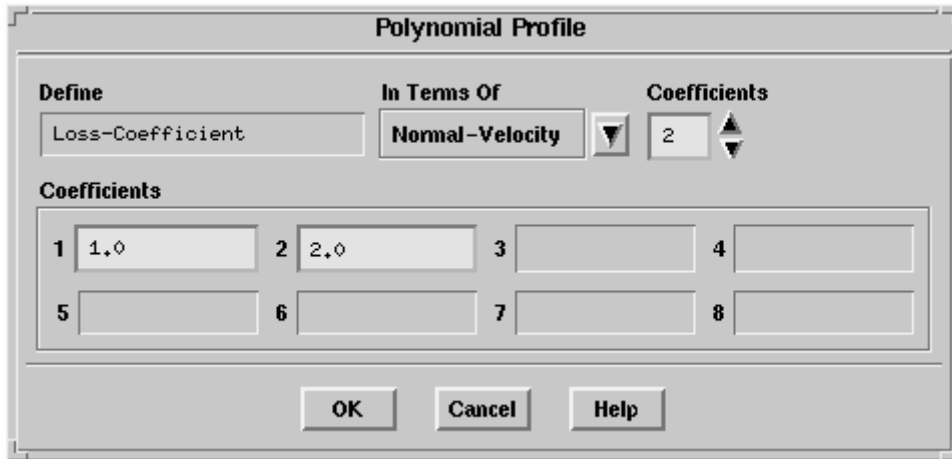 Polynomial Profile
Define In Terms Of Coefficients
Loss-Coefficient Normal-Velocity 2
Coefficients
1 1.0 2 2.0 3 4
5 6 7 8
OK Cancel Help